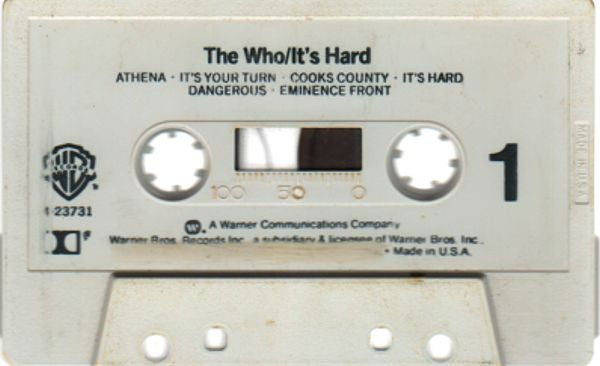 The Who/It's Hard
ATHENA · IT'S YOUR TURN · COOKS COUNTY · IT'S HARD
DANGEROUS · EMINENCE FRONT
1
100 50 0
MADE IN U.S.A.
RECORDS
4-23731
A Warner Communications Company
Warner Bros. Records Inc., a subsidiary & licensee of Warner Bros. Inc.,
• Made in U.S.A.